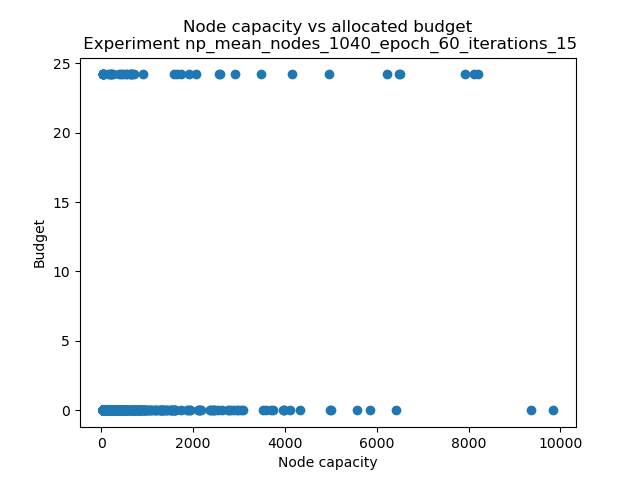 Node capacity vs allocated budget
Experiment np_mean_nodes_1040_epoch_60_iterations_15
25
20
15
10
5
0
Budget
0 2000 4000 6000 8000 10000
Node capacity